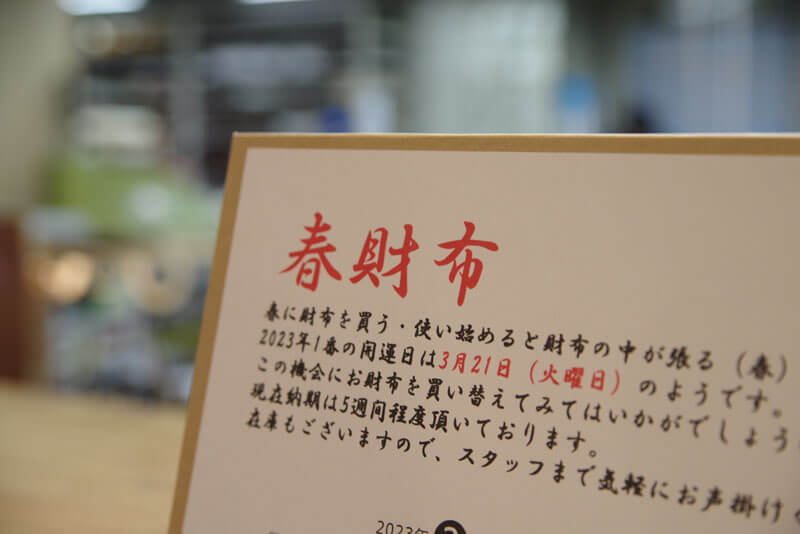 春財布
春に財布を買う・使い始めると財布の中が張る（春）
2023年1番の開運日は3月21日（火曜日）のようです。
この機会にお財布を買い替えてみてはいかがでしょう
現在納期は5週間程度頂いております。
在庫もございますので、スタッフまで気軽にお声掛け
2023年